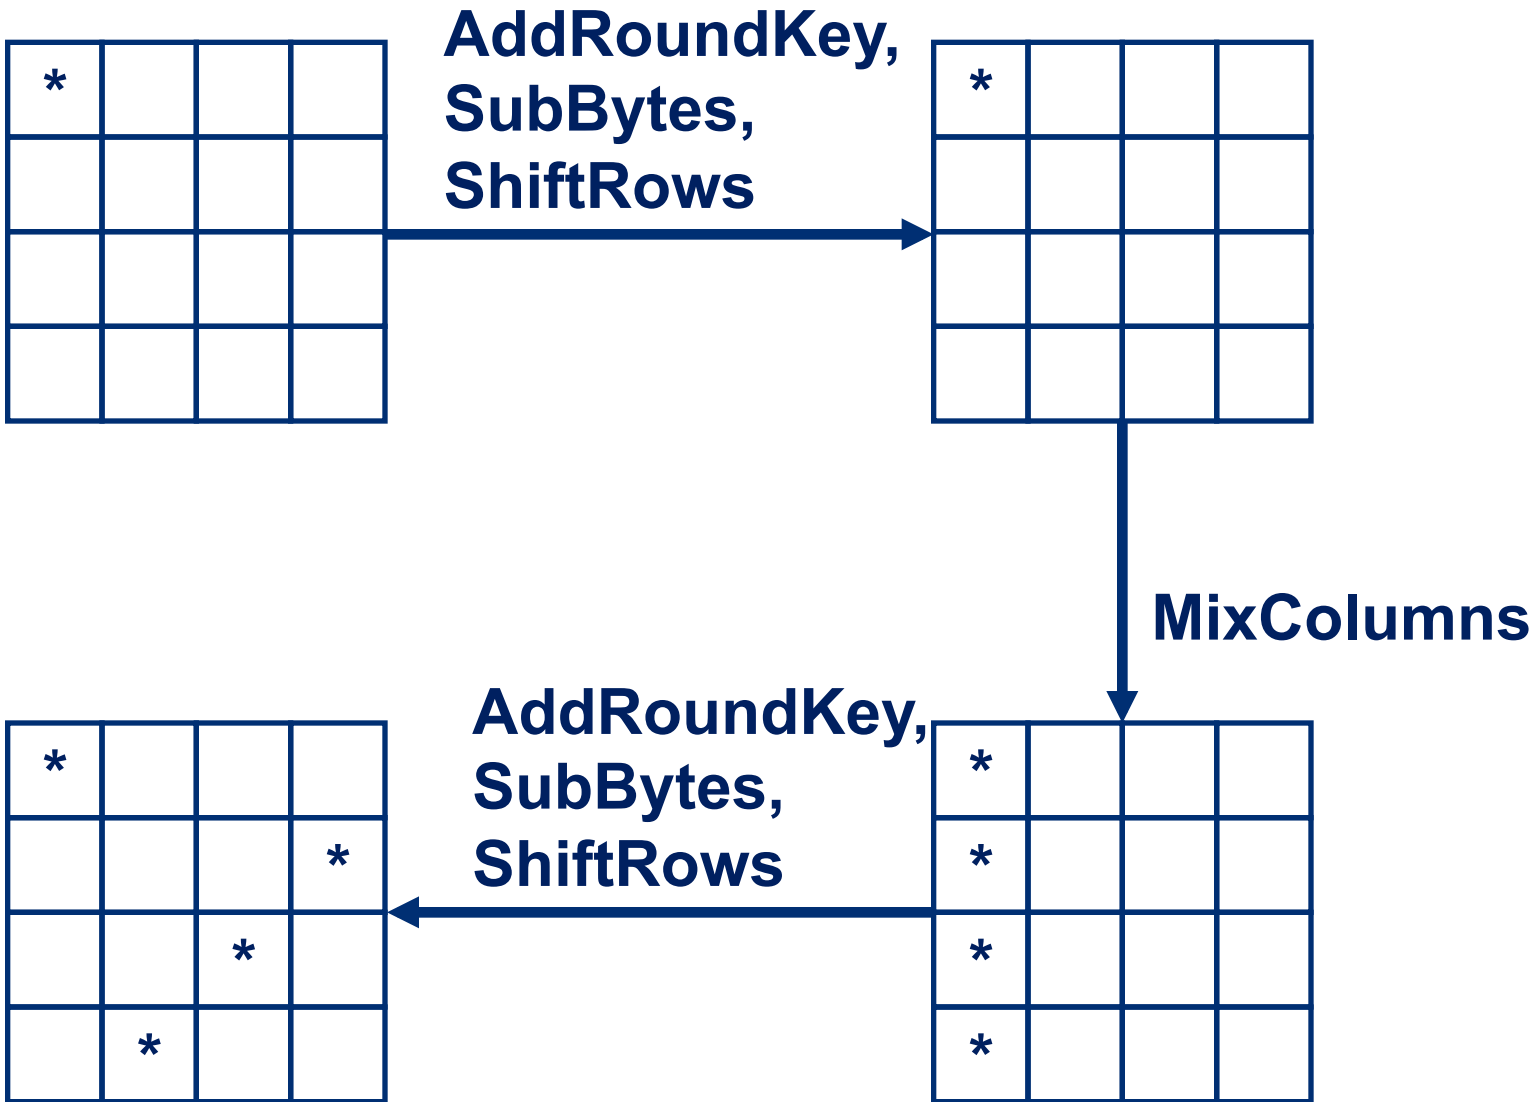 AddRoundKey,
SubBytes,
ShiftRows
*
*
MixColumns
AddRoundKey,
SubBytes,
ShiftRows
*
*
*
*
*
*
*
*